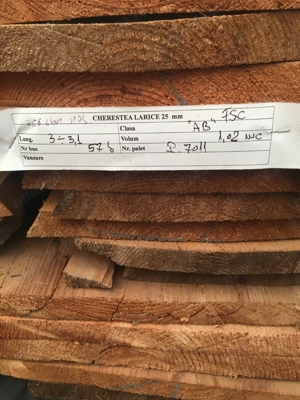 CHERESTEA LARICE 25 mm FSC
Clasa "AB"
Lung. 3 ÷ 3,1 Volum 1,02 mc
Nr buc 57 b Nr. palet P. 7011
Vanzare